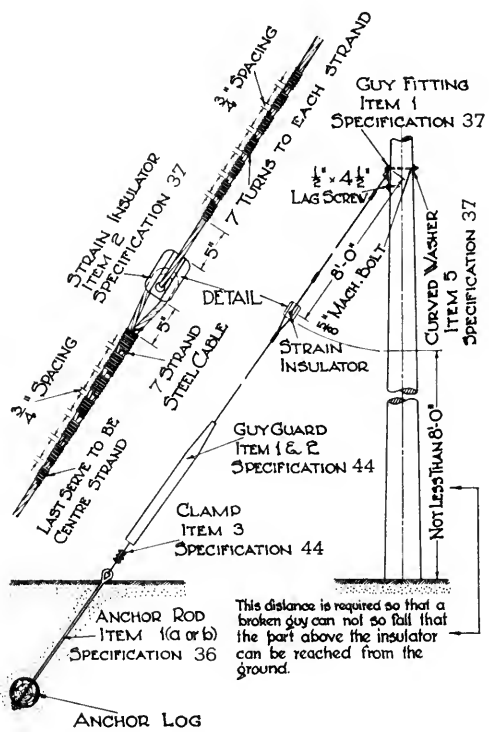 3/4" SPACING
7 TURNS TO EACH STRAND
STRAIN INSULATOR
ITEM 2
SPECIFICATION 37
5"
5"
DETAIL
7 STRAND
STEEL CABLE
3/4" SPACING
LAST SERVE TO BE
CENTRE STRAND
GUY FITTING
ITEM 1
SPECIFICATION 37
1/2" x 4 1/2"
LAG SCREW
8'-0"
5/8" MACH. BOLT
CURVED WASHER
ITEM 5
SPECIFICATION 37
STRAIN
INSULATOR
GUY GUARD
ITEM 1 & 2
SPECIFICATION 44
NOT LESS THAN 8'-0"
CLAMP
ITEM 3
SPECIFICATION 44
ANCHOR ROD
ITEM 1(a or b)
SPECIFICATION 36
This distance is required so that a
broken guy can not so fall that
the part above the insulator
can be reached from the
ground.
ANCHOR LOG